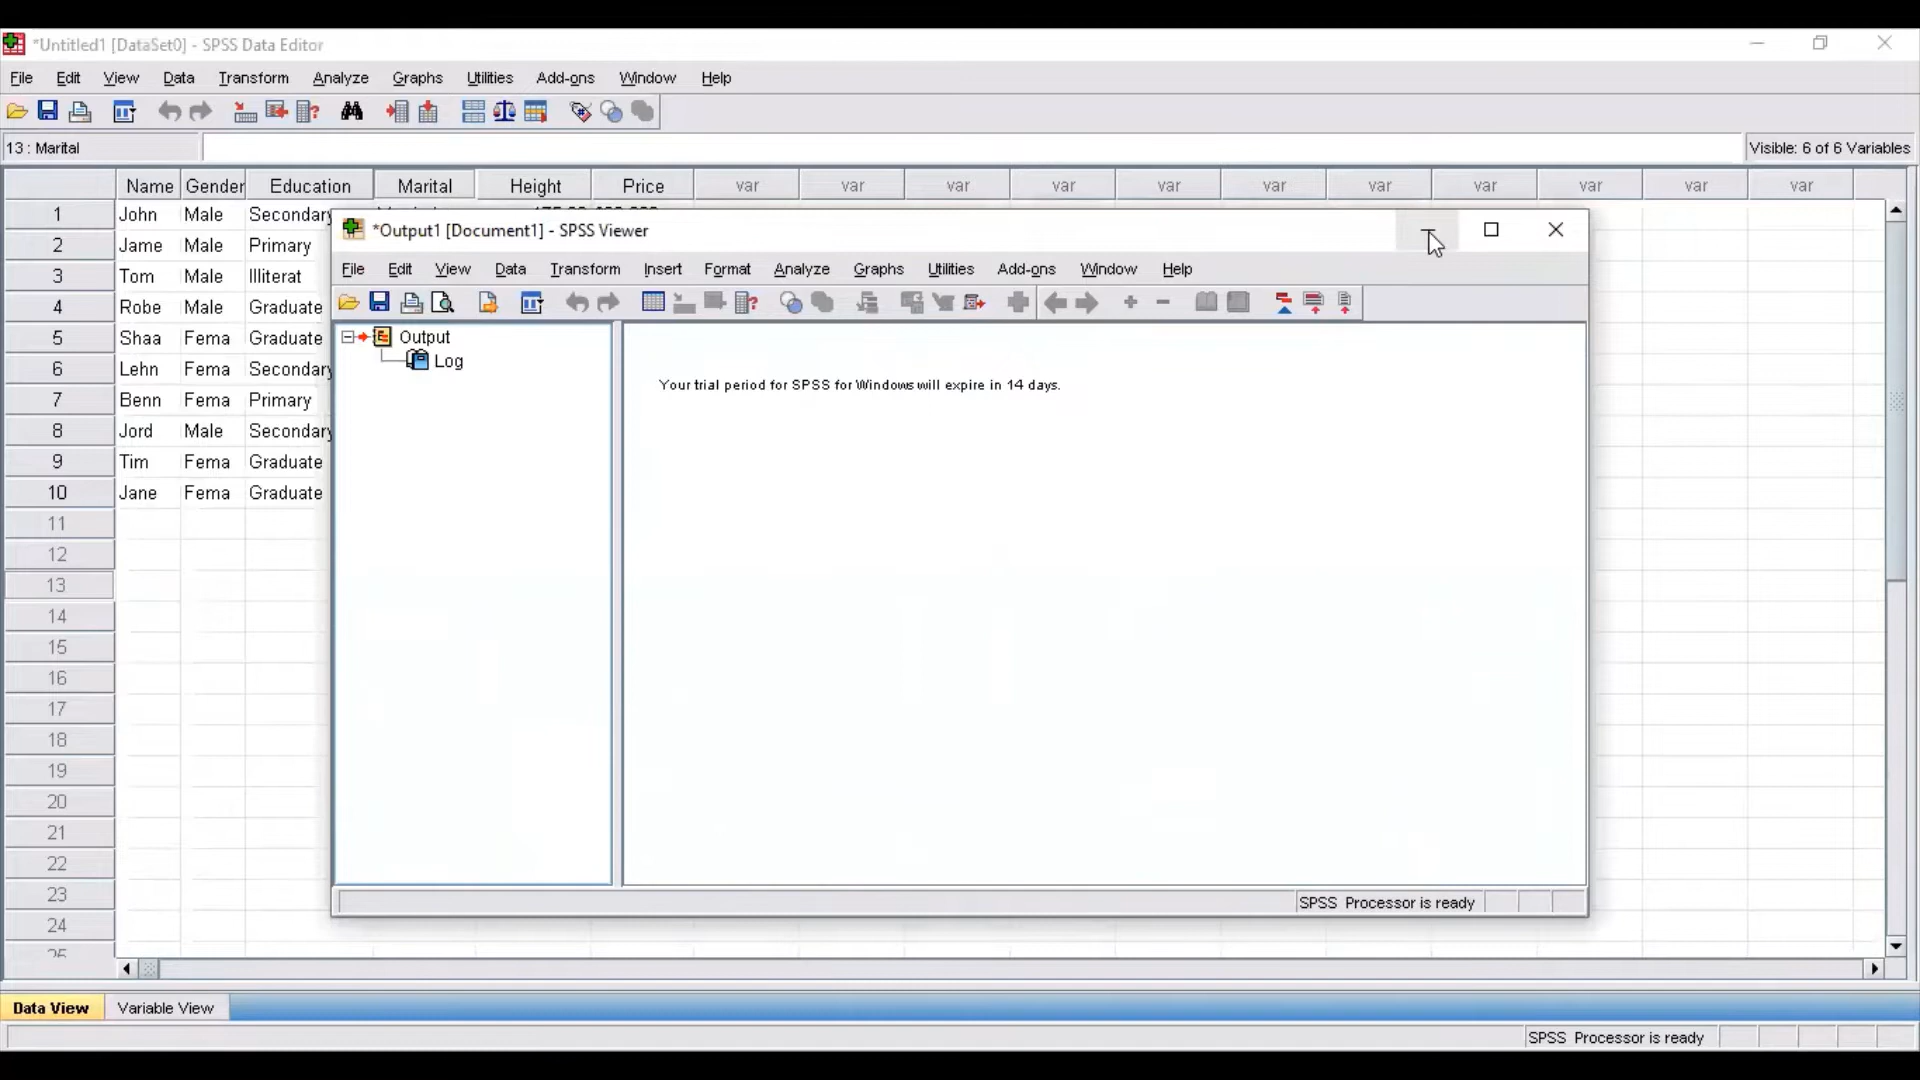 *Untitled1 [DataSet0] - SPSS Data Editor
File Edit View Data Transform Analyze Graphs Utilities Add-ons Window Help
13 : Marital
Visible: 6 of 6 Variables
Name Gender Education Marital Height Price var var var var var var var var var var var
1 John Male Secondary
2 Jame Male Primary
3 Tom Male Illiterat
4 Robe Male Graduate
5 Shaa Fema Graduate
6 Lehn Fema Secondary
7 Benn Fema Primary
8 Jord Male Secondary
9 Tim Fema Graduate
10 Jane Fema Graduate
11
12
13
14
15
16
17
18
19
20
21
22
23
24
*Output1 [Document1] - SPSS Viewer
File Edit View Data Transform Insert Format Analyze Graphs Utilities Add-ons Window Help
Output
Log
Your trial period for SPSS for Windows will expire in 14 days.
SPSS Processor is ready
Data View Variable View
SPSS Processor is ready